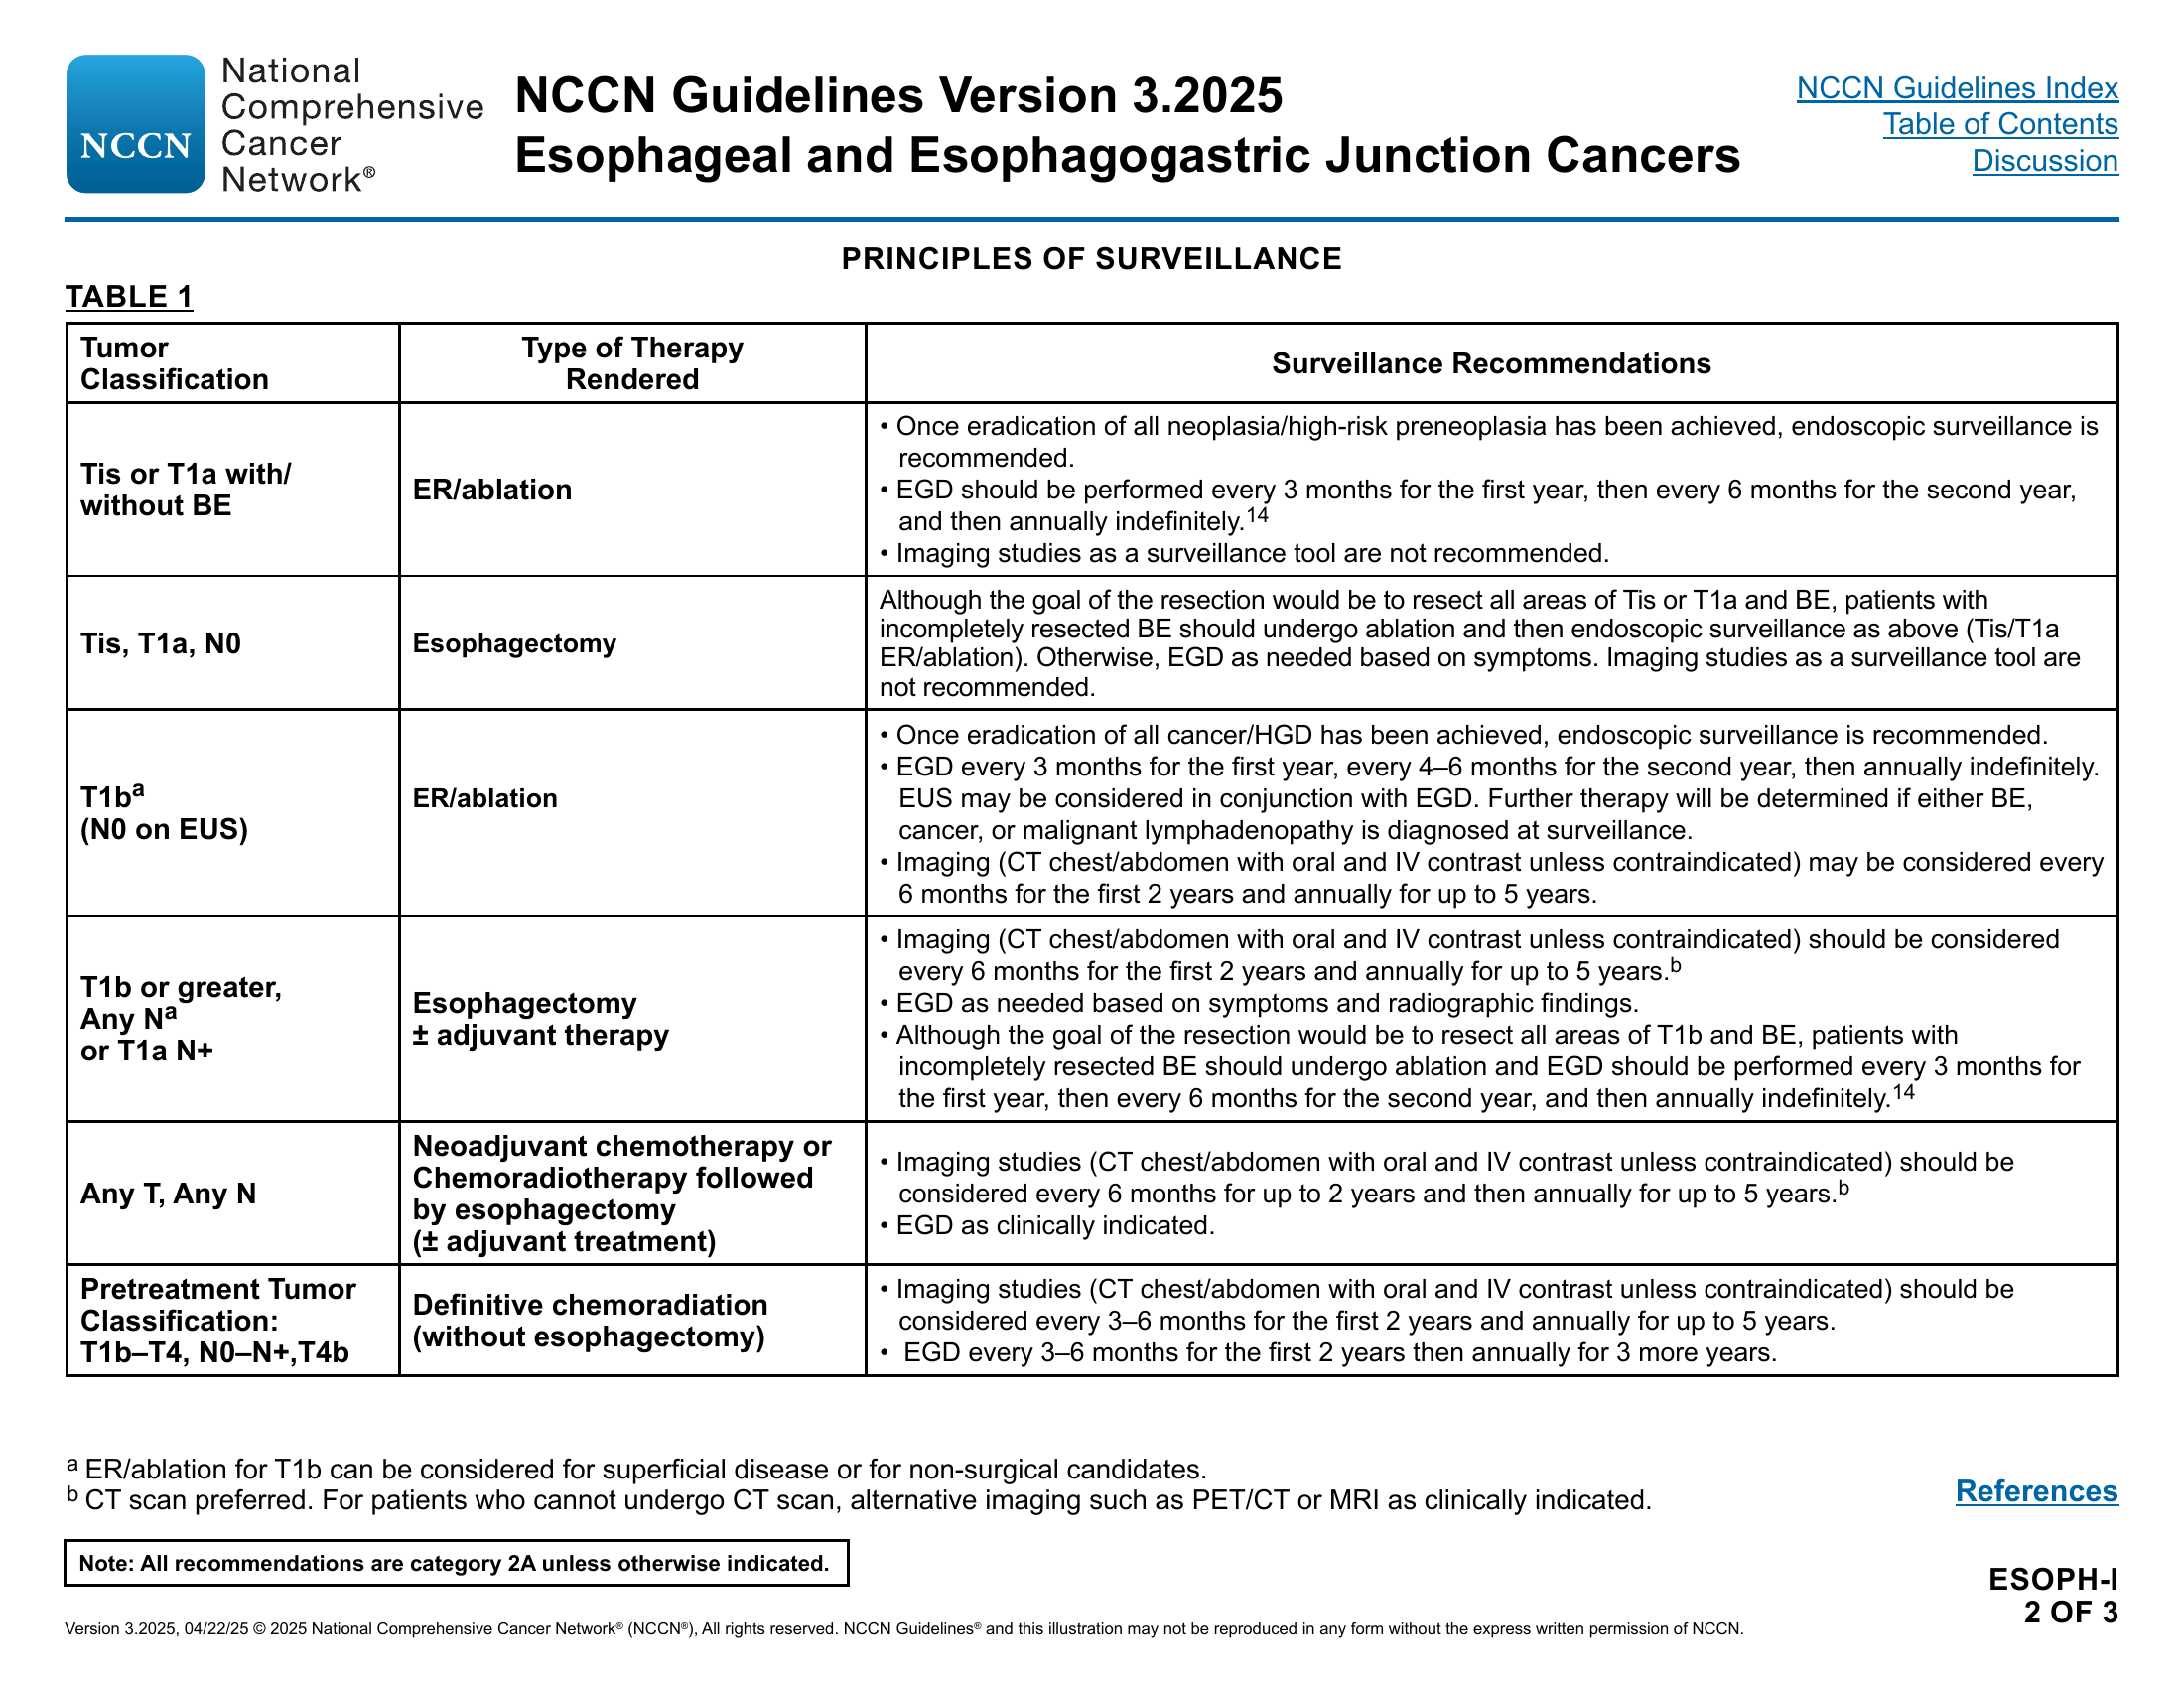 National
Comprehensive
Cancer
Network®
NCCN
NCCN Guidelines Version 3.2025
Esophageal and Esophagogastric Junction Cancers
NCCN Guidelines Index
Table of Contents
Discussion
PRINCIPLES OF SURVEILLANCE
TABLE 1
Tumor
Classification
Type of Therapy
Rendered
Surveillance Recommendations
Tis or T1a with/
without BE
ER/ablation
• Once eradication of all neoplasia/high-risk preneoplasia has been achieved, endoscopic surveillance is
recommended.
• EGD should be performed every 3 months for the first year, then every 6 months for the second year,
and then annually indefinitely.14
• Imaging studies as a surveillance tool are not recommended.
Tis, T1a, N0
Esophagectomy
Although the goal of the resection would be to resect all areas of Tis or T1a and BE, patients with
incompletely resected BE should undergo ablation and then endoscopic surveillance as above (Tis/T1a
ER/ablation). Otherwise, EGD as needed based on symptoms. Imaging studies as a surveillance tool are
not recommended.
T1ba
(N0 on EUS)
ER/ablation
• Once eradication of all cancer/HGD has been achieved, endoscopic surveillance is recommended.
• EGD every 3 months for the first year, every 4–6 months for the second year, then annually indefinitely.
EUS may be considered in conjunction with EGD. Further therapy will be determined if either BE,
cancer, or malignant lymphadenopathy is diagnosed at surveillance.
• Imaging (CT chest/abdomen with oral and IV contrast unless contraindicated) may be considered every
6 months for the first 2 years and annually for up to 5 years.
T1b or greater,
Any Na
or T1a N+
Esophagectomy
± adjuvant therapy
• Imaging (CT chest/abdomen with oral and IV contrast unless contraindicated) should be considered
every 6 months for the first 2 years and annually for up to 5 years.b
• EGD as needed based on symptoms and radiographic findings.
• Although the goal of the resection would be to resect all areas of T1b and BE, patients with
incompletely resected BE should undergo ablation and EGD should be performed every 3 months for
the first year, then every 6 months for the second year, and then annually indefinitely.14
Any T, Any N
Neoadjuvant chemotherapy or
Chemoradiotherapy followed
by esophagectomy
(± adjuvant treatment)
• Imaging studies (CT chest/abdomen with oral and IV contrast unless contraindicated) should be
considered every 6 months for up to 2 years and then annually for up to 5 years.b
• EGD as clinically indicated.
Pretreatment Tumor
Classification:
T1b–T4, N0–N+,T4b
Definitive chemoradiation
(without esophagectomy)
• Imaging studies (CT chest/abdomen with oral and IV contrast unless contraindicated) should be
considered every 3–6 months for the first 2 years and annually for up to 5 years.
• EGD every 3–6 months for the first 2 years then annually for 3 more years.
a ER/ablation for T1b can be considered for superficial disease or for non-surgical candidates.
b CT scan preferred. For patients who cannot undergo CT scan, alternative imaging such as PET/CT or MRI as clinically indicated.
References
Note: All recommendations are category 2A unless otherwise indicated.
ESOPH-I
2 OF 3
Version 3.2025, 04/22/25 © 2025 National Comprehensive Cancer Network® (NCCN®), All rights reserved. NCCN Guidelines® and this illustration may not be reproduced in any form without the express written permission of NCCN.